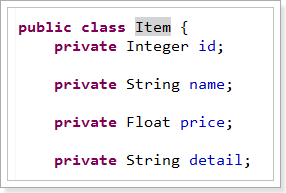 public class Item {
private Integer id;
private String name;
private Float price;
private String detail;